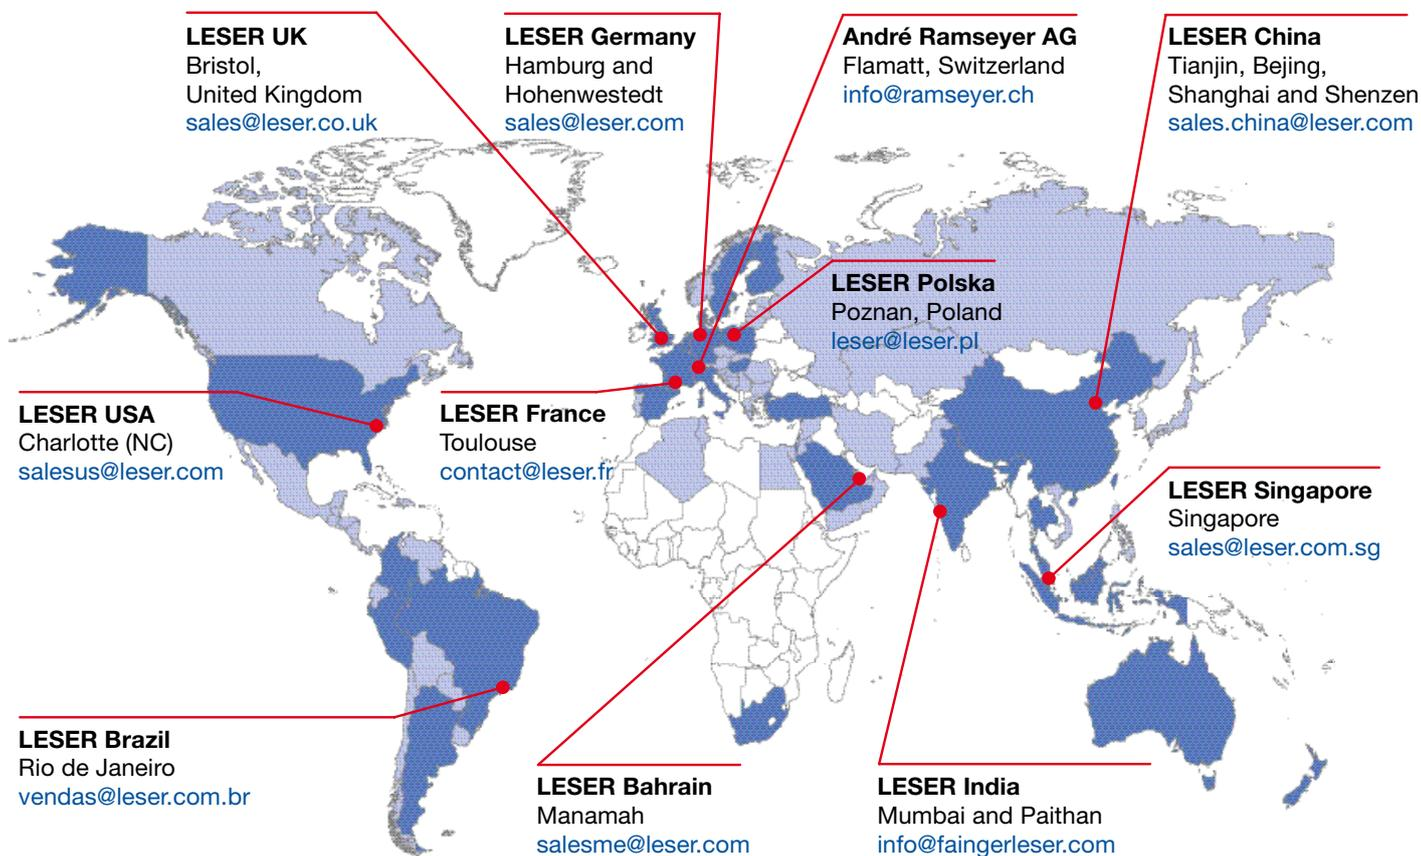 LESER UK
Bristol,
United Kingdom
sales@leser.co.uk
LESER Germany
Hamburg and
Hohenwestedt
sales@leser.com
André Ramseyer AG
Flamatt, Switzerland
info@ramseyer.ch
LESER China
Tianjin, Bejing,
Shanghai and Shenzen
sales.china@leser.com
LESER Polska
Poznan, Poland
leser@leser.pl
LESER USA
Charlotte (NC)
salesus@leser.com
LESER France
Toulouse
contact@leser.fr
LESER Singapore
Singapore
sales@leser.com.sg
LESER Brazil
Rio de Janeiro
vendas@leser.com.br
LESER Bahrain
Manamah
salesme@leser.com
LESER India
Mumbai and Paithan
info@faingerleser.com